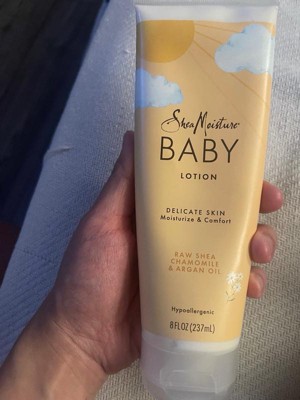 SheaMoisture
BABY
LOTION
DELICATE SKIN
Moisturize & Comfort
RAW SHEA
CHAMOMILE
& ARGAN OIL
Hypoallergenic
8 FL OZ (237mL)